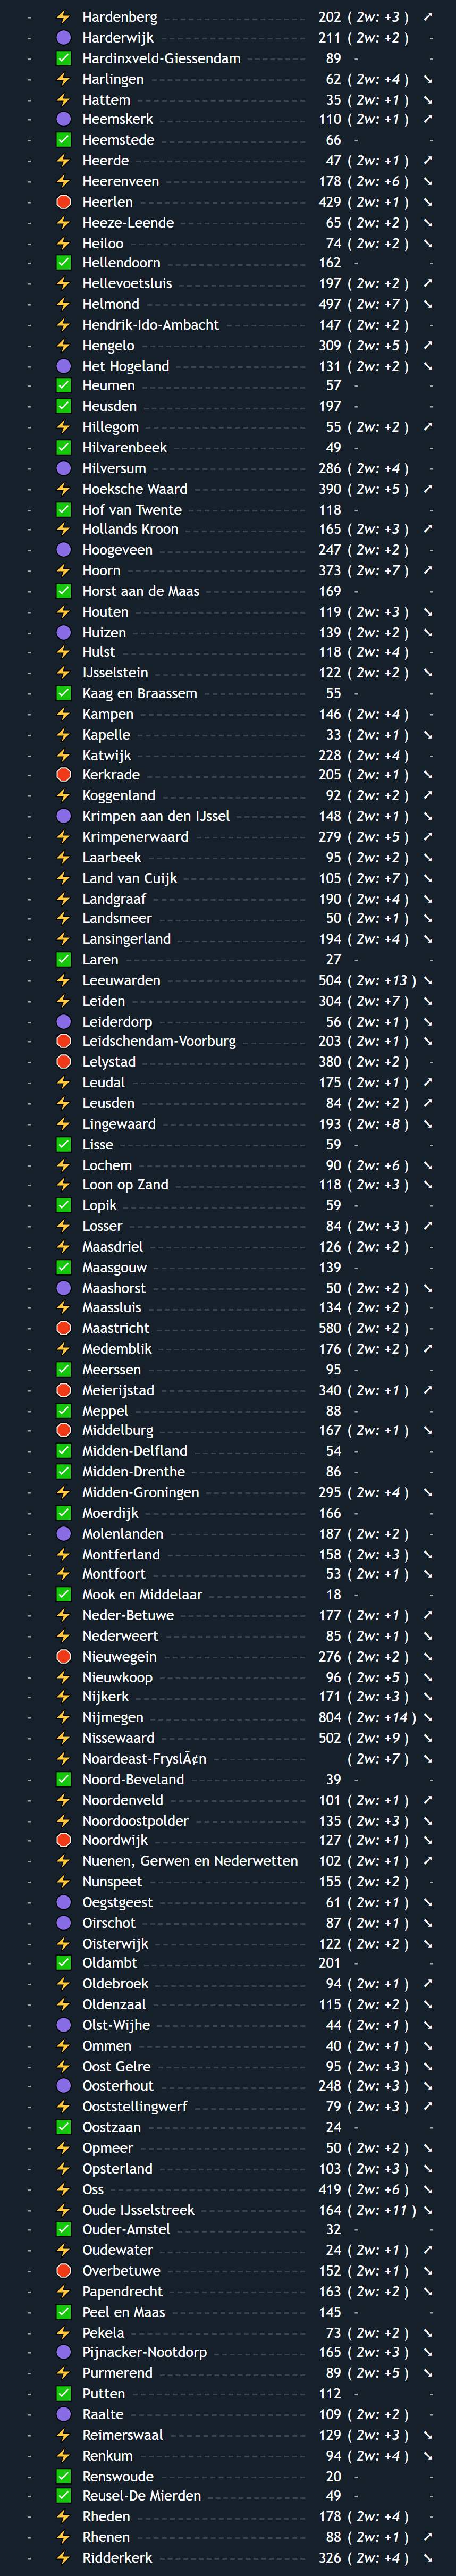 - ⚡ Hardenberg 202 ( 2w: +3 ) ➚
- 🟣 Harderwijk 211 ( 2w: +2 ) -
- ✅ Hardinxveld-Giessendam 89 - -
- ⚡ Harlingen 62 ( 2w: +4 ) ➘
- ⚡ Hattem 35 ( 2w: +1 ) ➘
- 🟣 Heemskerk 110 ( 2w: +1 ) ➚
- ✅ Heemstede 66 - -
- ⚡ Heerde 47 ( 2w: +1 ) ➚
- ⚡ Heerenveen 178 ( 2w: +6 ) ➘
- 🛑 Heerlen 429 ( 2w: +1 ) ➘
- ⚡ Heeze-Leende 65 ( 2w: +2 ) ➘
- ⚡ Heiloo 74 ( 2w: +2 ) ➘
- ✅ Hellendoorn 162 - -
- ⚡ Hellevoetsluis 197 ( 2w: +2 ) ➚
- ⚡ Helmond 497 ( 2w: +7 ) ➘
- ⚡ Hendrik-Ido-Ambacht 147 ( 2w: +2 ) -
- ⚡ Hengelo 309 ( 2w: +5 ) ➚
- 🟣 Het Hogeland 131 ( 2w: +2 ) ➘
- ✅ Heumen 57 - -
- ✅ Heusden 197 - -
- ⚡ Hillegom 55 ( 2w: +2 ) ➚
- ✅ Hilvarenbeek 49 - -
- 🟣 Hilversum 286 ( 2w: +4 ) -
- ⚡ Hoeksche Waard 390 ( 2w: +5 ) ➚
- ✅ Hof van Twente 118 - -
- ⚡ Hollands Kroon 165 ( 2w: +3 ) ➚
- 🟣 Hoogeveen 247 ( 2w: +2 ) -
- ⚡ Hoorn 373 ( 2w: +7 ) ➚
- ✅ Horst aan de Maas 169 - -
- ⚡ Houten 119 ( 2w: +3 ) ➘
- 🟣 Huizen 139 ( 2w: +2 ) ➘
- ⚡ Hulst 118 ( 2w: +4 ) -
- ⚡ IJsselstein 122 ( 2w: +2 ) ➘
- ✅ Kaag en Braassem 55 - -
- ⚡ Kampen 146 ( 2w: +4 ) -
- ⚡ Kapelle 33 ( 2w: +1 ) ➘
- ⚡ Katwijk 228 ( 2w: +4 ) -
- 🛑 Kerkrade 205 ( 2w: +1 ) ➘
- ⚡ Koggenland 92 ( 2w: +2 ) ➚
- 🟣 Krimpen aan den IJssel 148 ( 2w: +1 ) ➘
- ⚡ Krimpenerwaard 279 ( 2w: +5 ) ➚
- ⚡ Laarbeek 95 ( 2w: +2 ) ➘
- ⚡ Land van Cuijk 105 ( 2w: +7 ) ➘
- ⚡ Landgraaf 190 ( 2w: +4 ) ➘
- ⚡ Landsmeer 50 ( 2w: +1 ) ➘
- ⚡ Lansingerland 194 ( 2w: +4 ) ➘
- ✅ Laren 27 - -
- ⚡ Leeuwarden 504 ( 2w: +13 ) ➘
- ⚡ Leiden 304 ( 2w: +7 ) ➘
- 🟣 Leiderdorp 56 ( 2w: +1 ) ➘
- 🛑 Leidschendam-Voorburg 203 ( 2w: +1 ) ➘
- 🛑 Lelystad 380 ( 2w: +2 ) -
- ⚡ Leudal 175 ( 2w: +1 ) ➚
- ⚡ Leusden 84 ( 2w: +2 ) ➚
- ⚡ Lingewaard 193 ( 2w: +8 ) ➘
- ✅ Lisse 59 - -
- ⚡ Lochem 90 ( 2w: +6 ) ➘
- ⚡ Loon op Zand 118 ( 2w: +3 ) ➘
- ✅ Lopik 59 - -
- ⚡ Losser 84 ( 2w: +3 ) ➚
- ⚡ Maasdriel 126 ( 2w: +2 ) -
- ✅ Maasgouw 139 - -
- 🟣 Maashorst 50 ( 2w: +2 ) ➘
- ⚡ Maassluis 134 ( 2w: +2 ) -
- 🛑 Maastricht 580 ( 2w: +2 ) -
- ⚡ Medemblik 176 ( 2w: +2 ) ➚
- ✅ Meerssen 95 - -
- 🛑 Meierijstad 340 ( 2w: +1 ) ➚
- ✅ Meppel 88 - -
- 🛑 Middelburg 167 ( 2w: +1 ) ➘
- ✅ Midden-Delfland 54 - -
- ✅ Midden-Drenthe 86 - -
- ⚡ Midden-Groningen 295 ( 2w: +4 ) ➘
- ✅ Moerdijk 166 - -
- 🟣 Molenlanden 187 ( 2w: +2 ) -
- ⚡ Montferland 158 ( 2w: +3 ) ➘
- ⚡ Montfoort 53 ( 2w: +1 ) ➘
- ✅ Mook en Middelaar 18 - -
- ⚡ Neder-Betuwe 177 ( 2w: +1 ) ➚
- ⚡ Nederweert 85 ( 2w: +1 ) ➘
- 🛑 Nieuwegein 276 ( 2w: +2 ) ➘
- ⚡ Nieuwkoop 96 ( 2w: +5 ) ➘
- ⚡ Nijkerk 171 ( 2w: +3 ) ➘
- ⚡ Nijmegen 804 ( 2w: +14 ) ➘
- ⚡ Nissewaard 502 ( 2w: +9 ) ➘
- ⚡ Noardeast-FryslÃ¢n ( 2w: +7 ) ➘
- ✅ Noord-Beveland 39 - -
- ⚡ Noordenveld 101 ( 2w: +1 ) ➚
- ⚡ Noordoostpolder 135 ( 2w: +3 ) ➘
- 🛑 Noordwijk 127 ( 2w: +1 ) ➘
- ⚡ Nuenen, Gerwen en Nederwetten 102 ( 2w: +1 ) ➚
- ⚡ Nunspeet 155 ( 2w: +2 ) -
- 🟣 Oegstgeest 61 ( 2w: +1 ) ➘
- 🟣 Oirschot 87 ( 2w: +1 ) ➘
- ⚡ Oisterwijk 122 ( 2w: +2 ) ➘
- ✅ Oldambt 201 - -
- ⚡ Oldebroek 94 ( 2w: +1 ) ➚
- ⚡ Oldenzaal 115 ( 2w: +2 ) ➘
- 🟣 Olst-Wijhe 44 ( 2w: +1 ) ➘
- ⚡ Ommen 40 ( 2w: +1 ) ➘
- ⚡ Oost Gelre 95 ( 2w: +3 ) ➘
- 🟣 Oosterhout 248 ( 2w: +3 ) ➘
- ⚡ Ooststellingwerf 79 ( 2w: +3 ) ➚
- ✅ Oostzaan 24 - -
- ⚡ Opmeer 50 ( 2w: +2 ) ➘
- ⚡ Opsterland 103 ( 2w: +3 ) ➘
- ⚡ Oss 419 ( 2w: +6 ) ➘
- ⚡ Oude IJsselstreek 164 ( 2w: +11 ) ➘
- ✅ Ouder-Amstel 32 - -
- ⚡ Oudewater 24 ( 2w: +1 ) ➚
- 🛑 Overbetuwe 152 ( 2w: +1 ) ➘
- ⚡ Papendrecht 163 ( 2w: +2 ) ➘
- ✅ Peel en Maas 145 - -
- ⚡ Pekela 73 ( 2w: +2 ) ➘
- 🟣 Pijnacker-Nootdorp 165 ( 2w: +3 ) ➘
- ⚡ Purmerend 89 ( 2w: +5 ) ➘
- ✅ Putten 112 - -
- 🟣 Raalte 109 ( 2w: +2 ) -
- ⚡ Reimerswaal 129 ( 2w: +3 ) ➘
- ⚡ Renkum 94 ( 2w: +4 ) ➘
- ✅ Renswoude 20 - -
- ✅ Reusel-De Mierden 49 - -
- ⚡ Rheden 178 ( 2w: +4 ) -
- ⚡ Rhenen 88 ( 2w: +1 ) ➚
- ⚡ Ridderkerk 326 ( 2w: +4 ) ➘